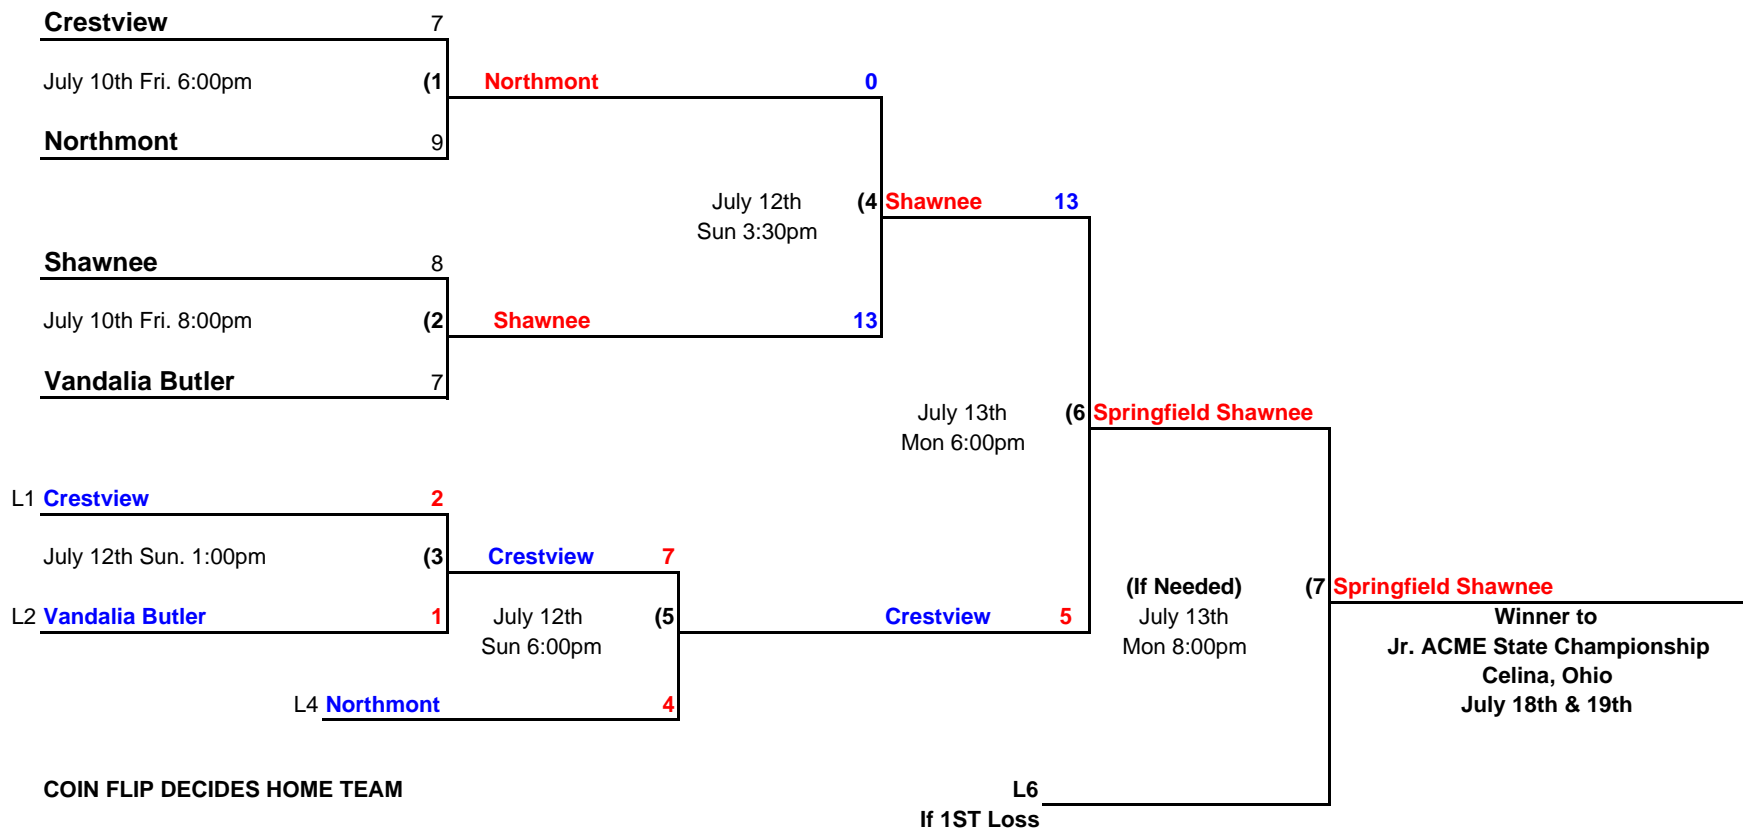 Crestview 7
July 10th Fri. 6:00pm (1 Northmont 0
Northmont 9
July 12th (4 Shawnee 13
Sun 3:30pm
Shawnee 8
July 10th Fri. 8:00pm (2 Shawnee 13
Vandalia Butler 7
July 13th (6 Springfield Shawnee
Mon 6:00pm
L1 Crestview 2
July 12th Sun. 1:00pm (3 Crestview 7
(If Needed) (7 Springfield Shawnee
L2 Vandalia Butler 1 July 12th (5 Crestview 5 July 13th Winner to
Sun 6:00pm Mon 8:00pm Jr. ACME State Championship
Celina, Ohio
L4 Northmont 4 July 18th & 19th
COIN FLIP DECIDES HOME TEAM L6
If 1ST Loss